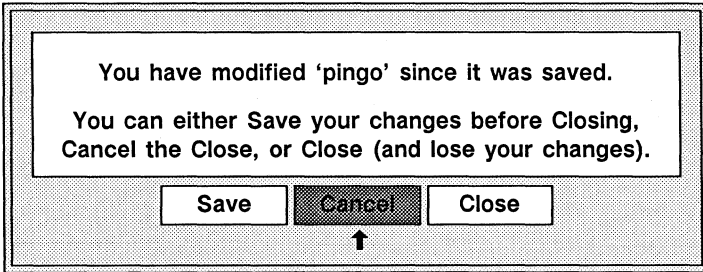 You have modified ‘pingo’ since it was saved.
You can either Save your changes before Closing,
Cancel the Close, or Close (and lose your changes).
Save Cancel Close